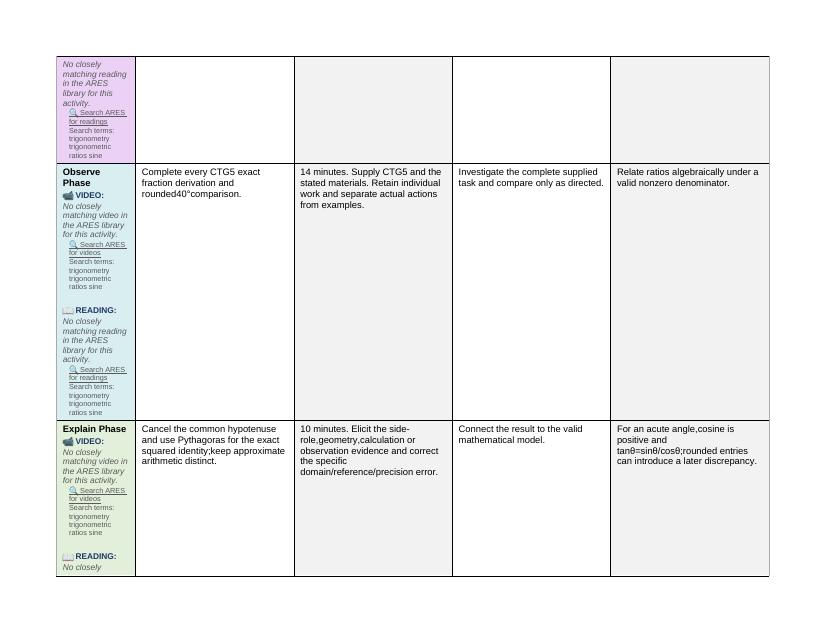 No closely
matching reading
in the ARES
library for this
activity.
🔍 Search ARES
for readings
Search terms:
trigonometry
trigonometric
ratios sine
Observe
Phase
📹 VIDEO:
No closely
matching video in
the ARES library
for this activity.
🔍 Search ARES
for videos
Search terms:
trigonometry
trigonometric
ratios sine
📖 READING:
No closely
matching reading
in the ARES
library for this
activity.
🔍 Search ARES
for readings
Search terms:
trigonometry
trigonometric
ratios sine
Complete every CTG5 exact
fraction derivation and
rounded40°comparison.
14 minutes. Supply CTG5 and the
stated materials. Retain individual
work and separate actual actions
from examples.
Investigate the complete supplied
task and compare only as directed.
Relate ratios algebraically under a
valid nonzero denominator.
Explain Phase
📹 VIDEO:
No closely
matching video in
the ARES library
for this activity.
🔍 Search ARES
for videos
Search terms:
trigonometry
trigonometric
ratios sine
📖 READING:
No closely
Cancel the common hypotenuse
and use Pythagoras for the exact
squared identity;keep approximate
arithmetic distinct.
10 minutes. Elicit the side-
role,geometry,calculation or
observation evidence and correct
the specific
domain/reference/precision error.
Connect the result to the valid
mathematical model.
For an acute angle,cosine is
positive and
tanθ=sinθ/cosθ;rounded entries
can introduce a later discrepancy.